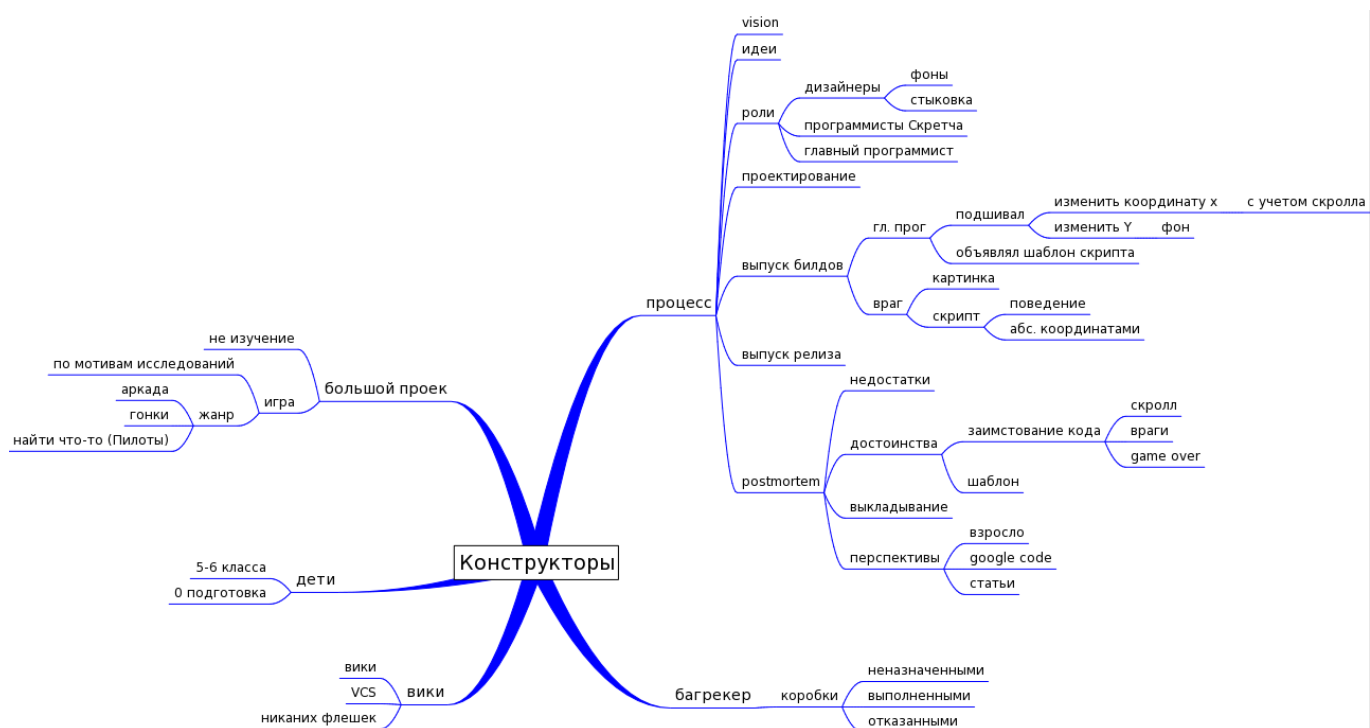 vision
идеи
фоны
дизайнеры
стыковка
роли
программисты Скретча
главный программист
проектирование
изменить координату x
с учетом скролла
подшивал
изменить Y
фон
гл. прог
объявлял шаблон скрипта
выпуск билдов
картинка
враг
поведение
скрипт
абс. координатами
процесс
выпуск релиза
недостатки
скролл
заимстование кода
враги
достоинства
game over
шаблон
postmortem
выкладывание
взросло
перспективы
google code
статьи
не изучение
по мотивам исследований
большой проек
аркада
игра
гонки
жанр
найти что-то (Пилоты)
Конструкторы
5-6 класса
дети
0 подготовка
вики
VCS
вики
никаних флешек
багрекер
коробки
неназначенными
выполненными
отказанными